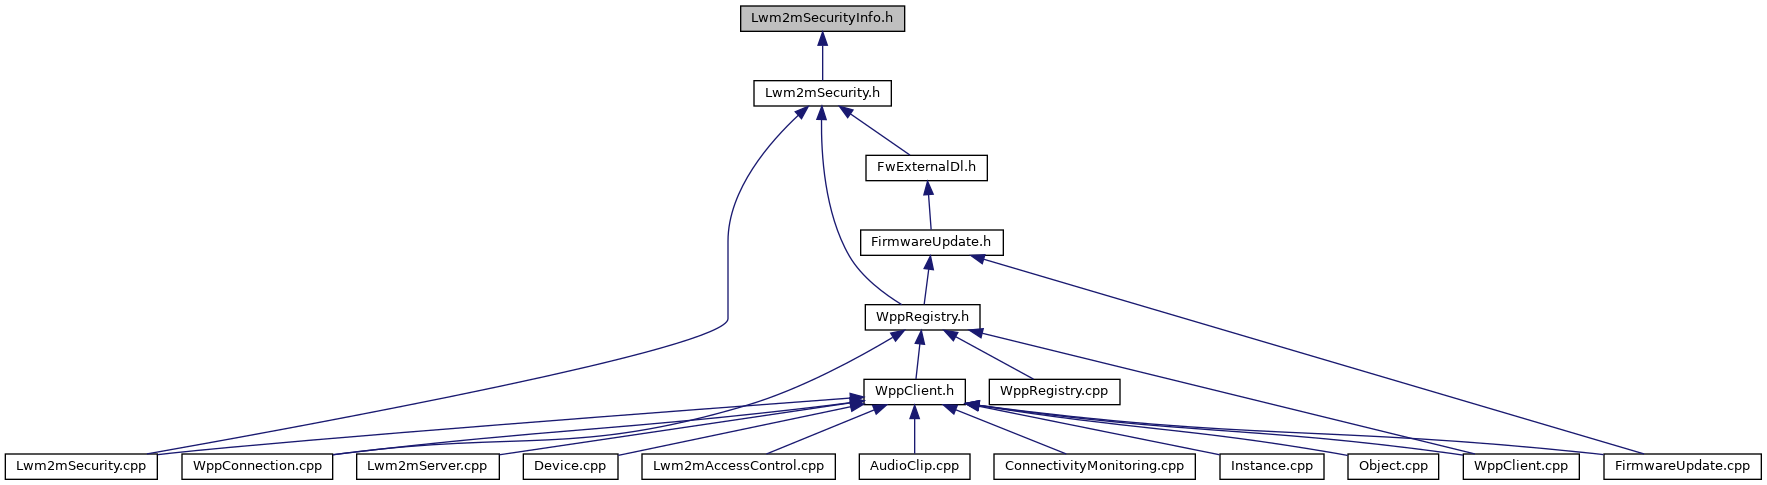 Lwm2mSecurityInfo.h
Lwm2mSecurity.h
FwExternalDl.h
FirmwareUpdate.h
WppRegistry.h
WppClient.h
WppRegistry.cpp
Lwm2mSecurity.cpp
WppConnection.cpp
Lwm2mServer.cpp
Device.cpp
Lwm2mAccessControl.cpp
AudioClip.cpp
ConnectivityMonitoring.cpp
Instance.cpp
Object.cpp
WppClient.cpp
FirmwareUpdate.cpp